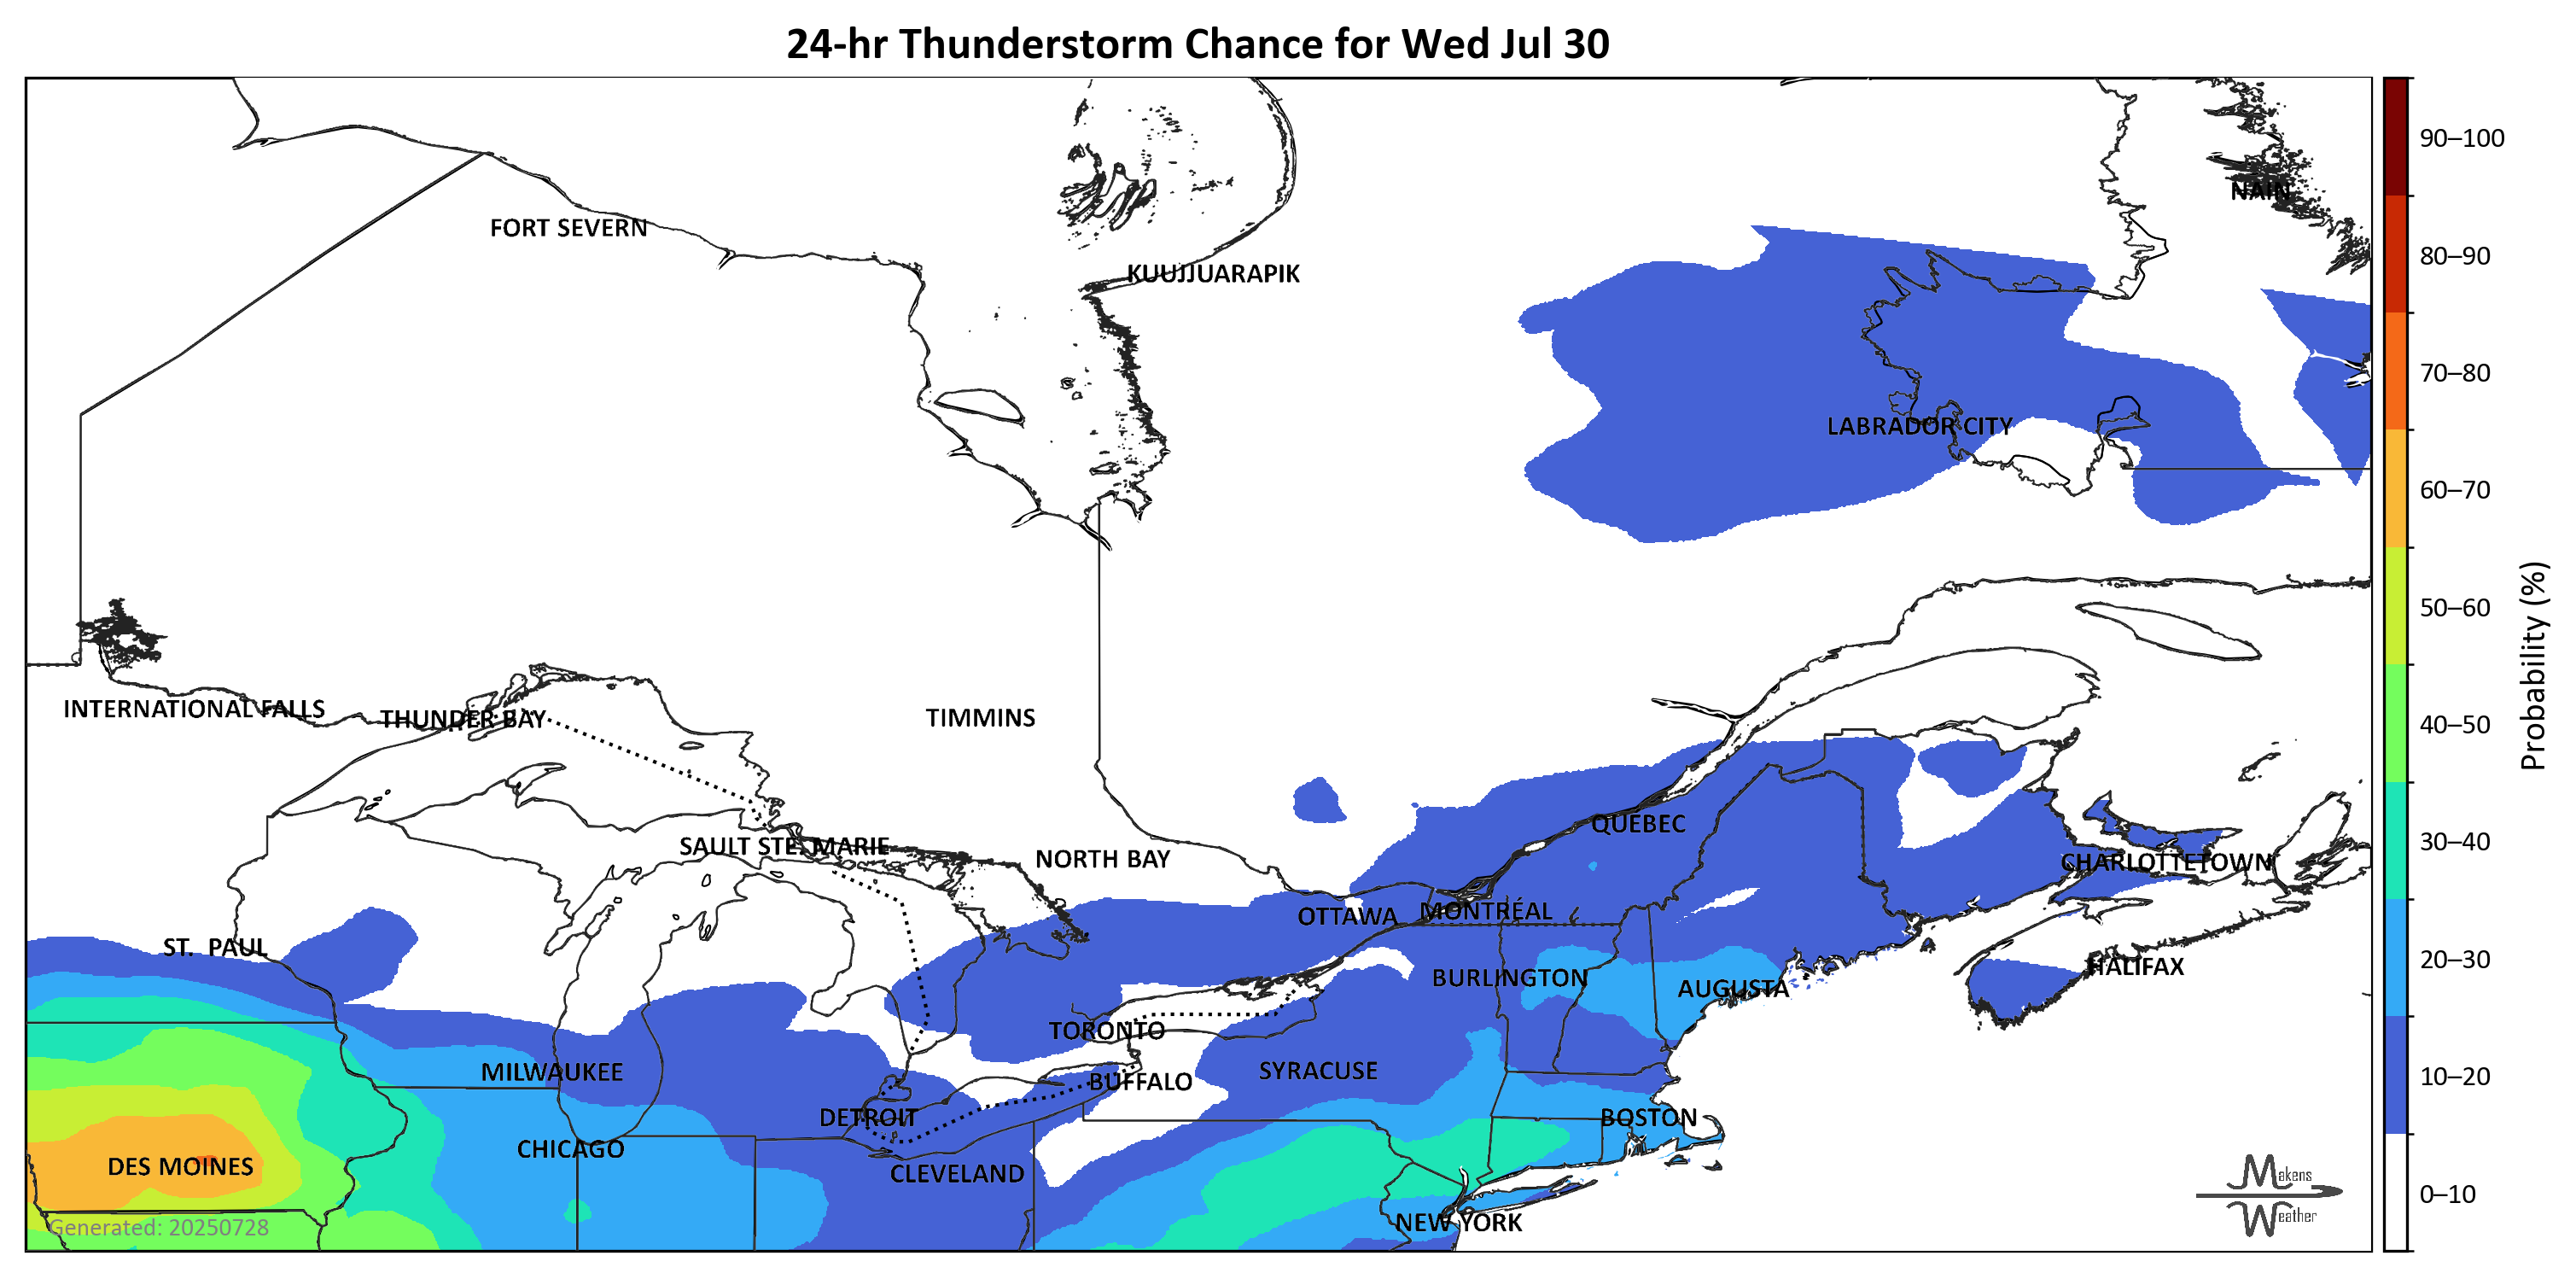 24-hr Thunderstorm Chance for Wed Jul 30
90–100
NAIN
FORT SEVERN
80–90
KUUJJUARAPIK
70–80
LABRADOR CITY
60–70
50–60
Probability (%)
INTERNATIONAL FALLS
THUNDER BAY
TIMMINS
40–50
QUEBEC
30–40
SAULT STE. MARIE
NORTH BAY
CHARLOTTETOWN
OTTAWA
MONTRÉAL
ST. PAUL
20–30
HALIFAX
BURLINGTON
AUGUSTA
TORONTO
MILWAUKEE
SYRACUSE
10–20
BUFFALO
DETROIT
BOSTON
CHICAGO
DES MOINES
CLEVELAND
Makens
Weather
0–10
NEW YORK
Generated: 20250728